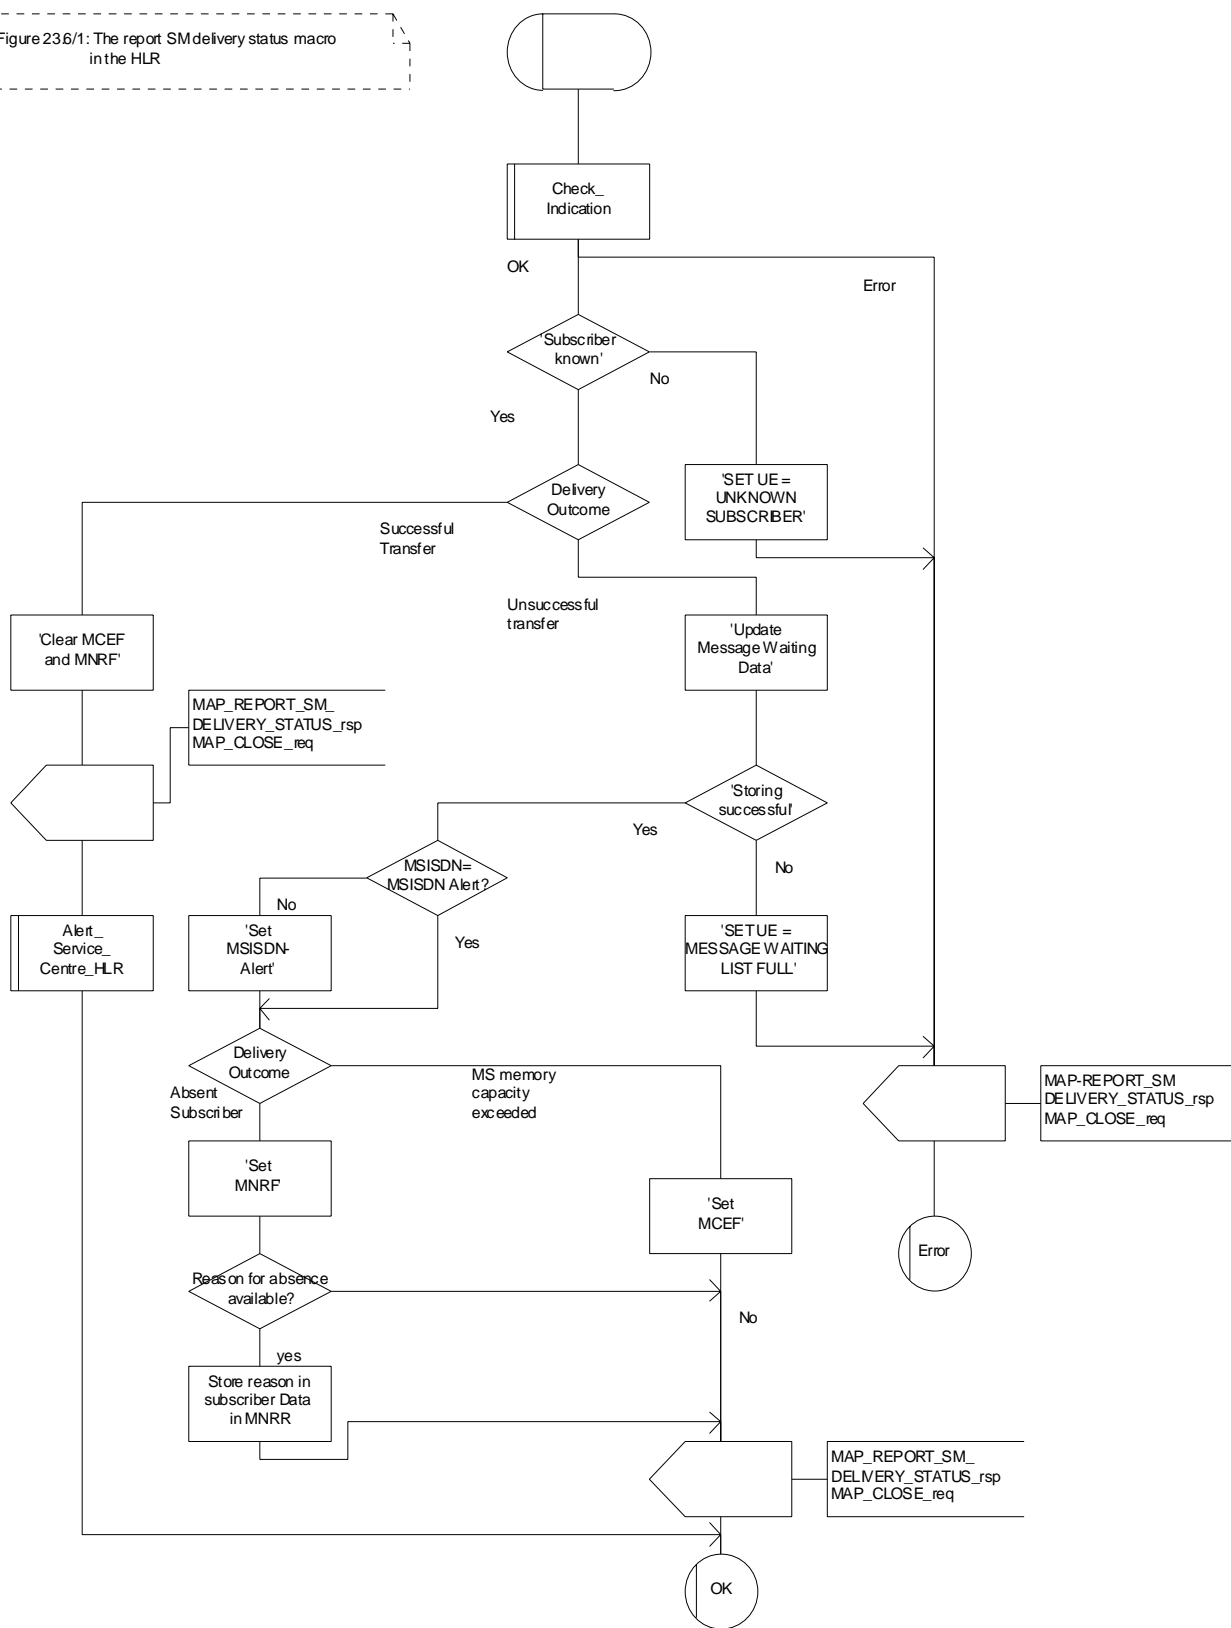 Figure 23.6/1: The report SM delivery status macro
in the HLR
Check_
Indication
OK
Error
'Subscriber
known'
No
Yes
Delivery
Outcome
'SET UE =
UNKNOWN
SUBSCRIBER'
Successful
Transfer
Unsuccessful
transfer
'Clear MCEF
and MNRF'
'Update
Message Waiting
Data'
MAP_REPORT_SM_
DELIVERY_STATUS_rsp
MAP_CLOSE_req
'Storing
successful'
Yes
No
MSISDN=
MSISDN Alert?
No
Yes
Alert_
Service_
Centre_HLR
'Set
MSISDN-
Alert'
'SET UE =
MESSAGE WAITING
LIST FULL'
Delivery
Outcome
Absent
Subscriber
MS memory
capacity
exceeded
MAP-REPORT_SM
DELIVERY_STATUS_rsp
MAP_CLOSE_req
'Set
MNRF'
'Set
MCEF'
Error
Reason for absence
available?
No
yes
Store reason in
subscriber Data
in MNRR
MAP_REPORT_SM_
DELIVERY_STATUS_rsp
MAP_CLOSE_req
OK